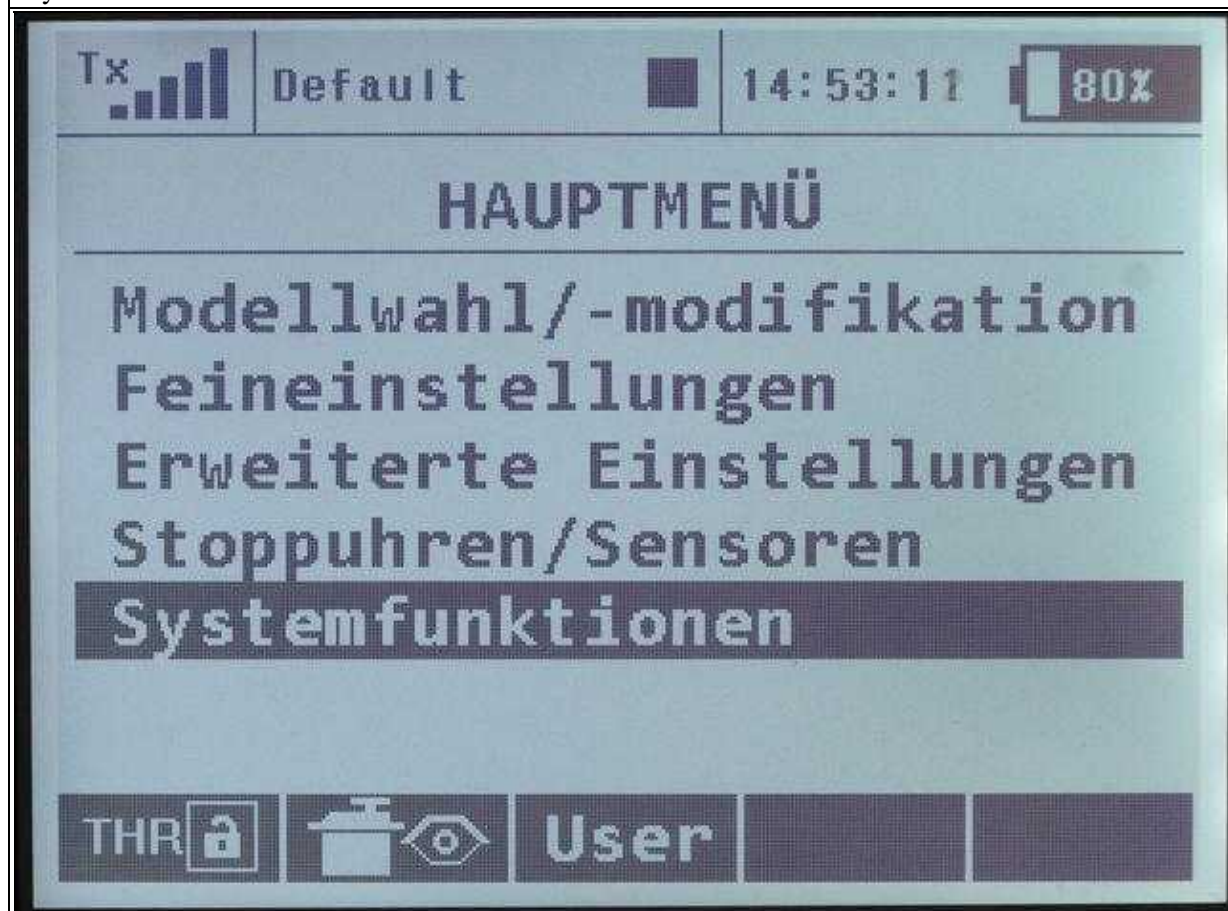 Tx Default 14:53:11 80%
HAUPTMENÜ
Modellwahl/-modifikation
Feineinstellungen
Erweiterte Einstellungen
Stoppuhren/Sensoren
Systemfunktionen
THR User